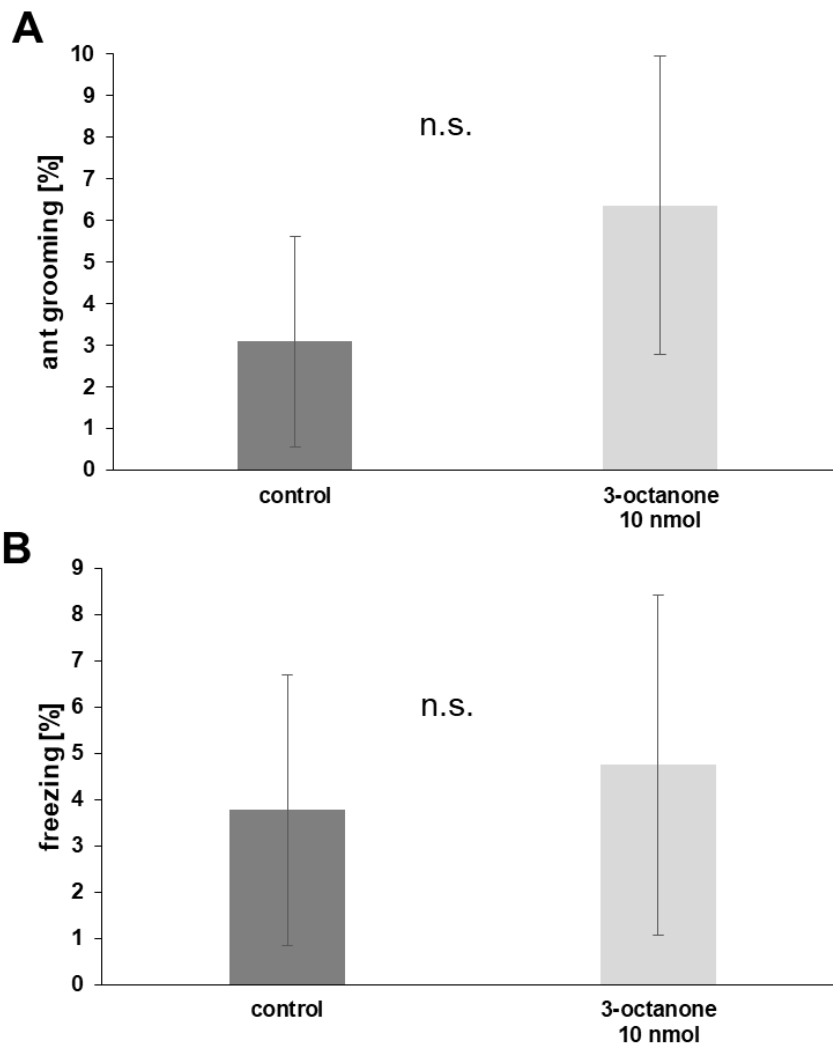 A
10
9
8
7
6
5
4
3
2
1
0
ant grooming [%]
n.s.
control
3-octanone
10 nmol
B
9
8
7
6
5
4
3
2
1
0
freezing [%]
n.s.
control
3-octanone
10 nmol